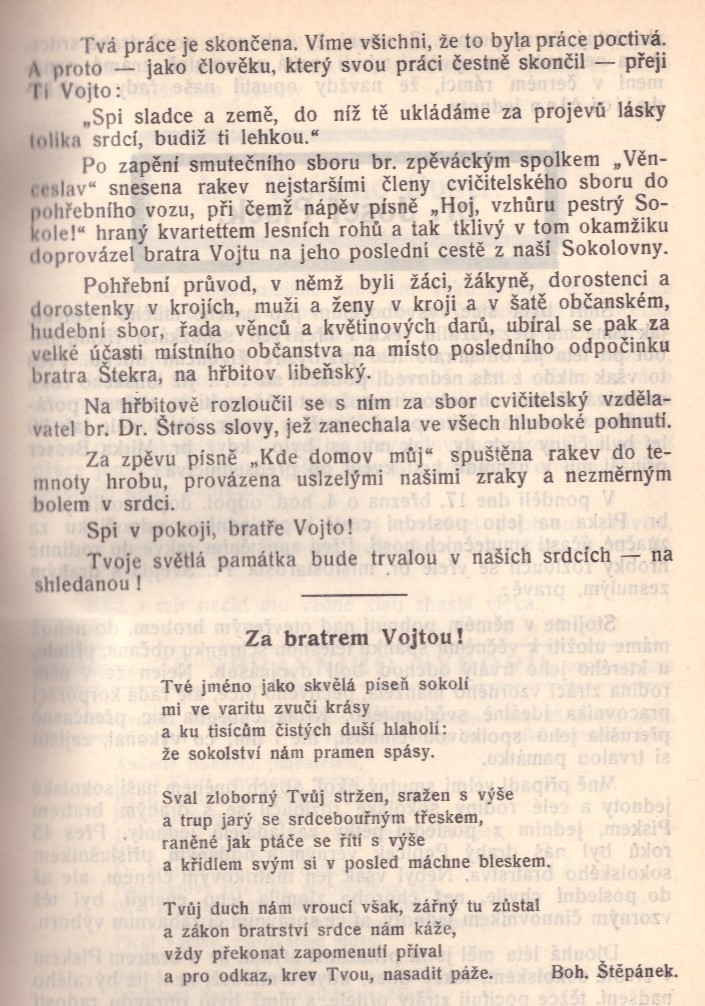 Tvá práce je skončena. Víme všichni, že to byla práce poctivá.
A proto — jako člověku, který svou práci čestně skončil — přeji
Ti Vojto:
„Spi sladce a země, do níž tě ukládáme za projevů lásky
tolika srdcí, budiž ti lehkou.“
Po zapění smutečního sboru br. zpěváckým spolkem „Věn-
ceslav“ snesena rakev nejstaršími členy cvičitelského sboru do
pohřebního vozu, při čemž nápěv písně „Hoj, vzhůru pestrý So-
kole!“ hraný kvartettem lesních rohů a tak tklivý v tom okamžiku
doprovázel bratra Vojtu na jeho poslední cestě z naší Sokolovny.
Pohřební průvod, v němž byli žáci, žákyně, dorostenci a
dorostenky v krojích, muži a ženy v kroji a v šatě občanském,
hudební sbor, řada věnců a květinových darů, ubíral se pak za
velké účasti místního občanstva na místo posledního odpočinku
bratra Štekra, na hřbitov libeňský.
Na hřbitově rozloučil se s ním za sbor cvičitelský vzděla-
vatel br. Dr. Štross slovy, jež zanechala ve všech hluboké pohnutí.
Za zpěvu písně „Kde domov můj“ spuštěna rakev do te-
mnoty hrobu, provázena uslzelými našimi zraky a nezměrným
bolem v srdci.
Spi v pokoji, bratře Vojto!
Tvoje světlá památka bude trvalou v našich srdcích — na
shledanou!
Za bratrem Vojtou!
Tvé jméno jako skvělá píseň sokolí
mi ve varitu zvučí krásy
a ku tisícům čistých duší hlaholí:
že sokolství nám pramen spásy.
Sval zloborný Tvůj stržen, sražen s výše
a trup jarý se srdcebouřným třeskem,
raněné jak ptáče se řítí s výše
a křídlem svým si v posled máchne bleskem.
Tvůj duch nám vroucí však, zářný tu zůstal
a zákon bratrství srdce nám káže,
vždy překonat zapomenutí příval
a pro odkaz, krev Tvou, nasadit páže. Boh. Štěpánek.